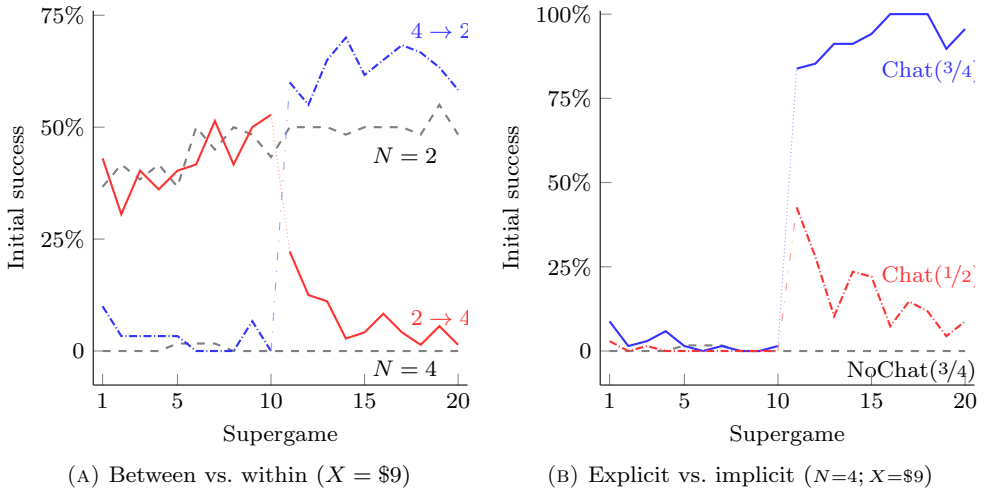 75%
50%
25%
0
Initial success
4 → 2
N = 2
2 → 4
N = 4
1
5
10
15
20
Supergame
(A) Between vs. within (X = $9)
100%
75%
50%
25%
0
Initial success
Chat(3/4)
Chat(1/2)
NoChat(3/4)
1
5
10
15
20
Supergame
(B) Explicit vs. implicit (N=4; X=$9)